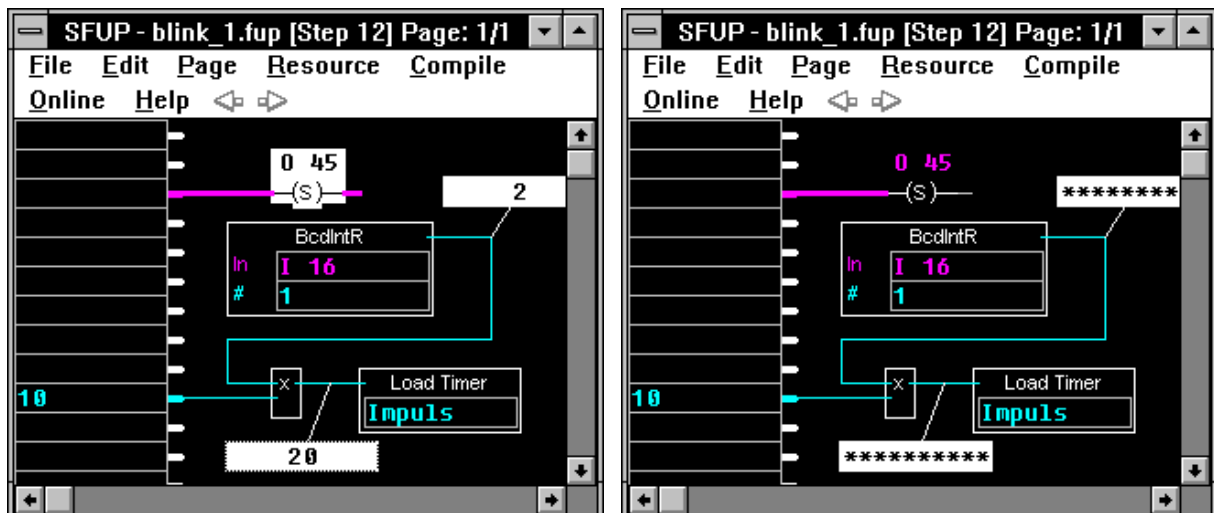 SFUP - blink_1.fup [Step 12] Page: 1/1
File Edit Page Resource Compile
Online Help
O 45
(S)
2
BcdIntR
In I 16
# 1
10
x
Load Timer
Impuls
20
SFUP - blink_1.fup [Step 12] Page: 1/1
File Edit Page Resource Compile
Online Help
O 45
(S)
********
BcdIntR
In I 16
# 1
10
x
Load Timer
Impuls
**********